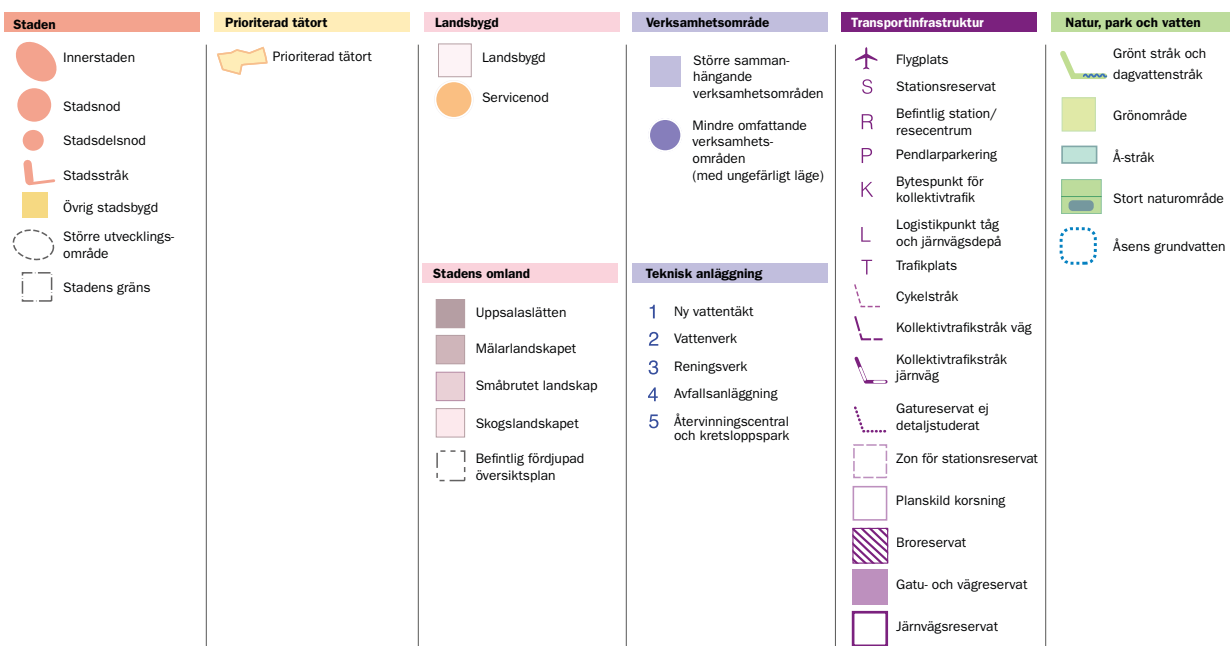 Staden
Innerstaden
Stadsnod
Stadsdelsnod
Stadsstråk
Övrig stadsbygd
Större utvecklings-
område
Stadens gräns
Prioriterad tätort
Prioriterad tätort
Landsbygd
Landsbygd
Servicenod
Stadens omland
Uppsalaslätten
Mälarlandskapet
Småbrutet landskap
Skogslandskapet
Befintlig fördjupad
översiktsplan
Verksamhetsområde
Större samman-
hängande
verksamhetsområden
Mindre omfattande
verksamhets-
områden
(med ungefärligt läge)
Teknisk anläggning
1 Ny vattentäkt
2 Vattenverk
3 Reningsverk
4 Avfallsanläggning
5 Återvinningscentral
och kretsloppspark
Transportinfrastruktur
Flygplats
S Stationsreservat
R Befintlig station/
resecentrum
P Pendlarparkering
K Bytespunkt för
kollektivtrafik
L Logistikpunkt tåg
och järnvägsdepå
T Trafikplats
Cykelstråk
Kollektivtrafikstråk väg
Kollektivtrafikstråk
järnväg
Gatureservat ej
detaljstuderat
Zon för stationsreservat
Planskild korsning
Broreservat
Gatu- och vägreservat
Järnvägsreservat
Natur, park och vatten
Grönt stråk och
dagvattenstråk
Grönområde
Å-stråk
Stort naturområde
Åsens grundvatten